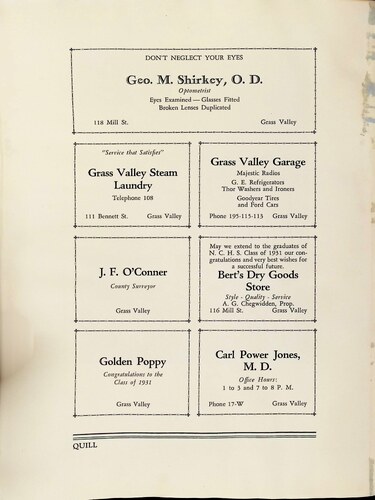 DON'T NEGLECT YOUR EYES
Geo. M. Shirkey, O. D.
Optometrist
Eyes Examined — Glasses Fitted
Broken Lenses Duplicated
118 Mill St. Grass Valley
"Service that Satisfies"
Grass Valley Steam
Laundry
Telephone 108
111 Bennett St. Grass Valley
Grass Valley Garage
Majestic Radios
G. E. Refrigerators
Thor Washers and Ironers
Goodyear Tires
and Ford Cars
Phone 195-115-113 Grass Valley
J. F. O'Conner
County Surveyor
Grass Valley
May we extend to the graduates of
N. C. H. S. Class of 1931 our con-
gratulations and very best wishes for
a successful future.
Bert's Dry Goods
Store
Style - Quality - Service
A. G. Chegwidden, Prop.
116 Mill St. Grass Valley
Golden Poppy
Congratulations to the
Class of 1931
Grass Valley
Carl Power Jones,
M. D.
Office Hours:
1 to 3 and 7 to 8 P. M.
Phone 17-W Grass Valley
QUILL